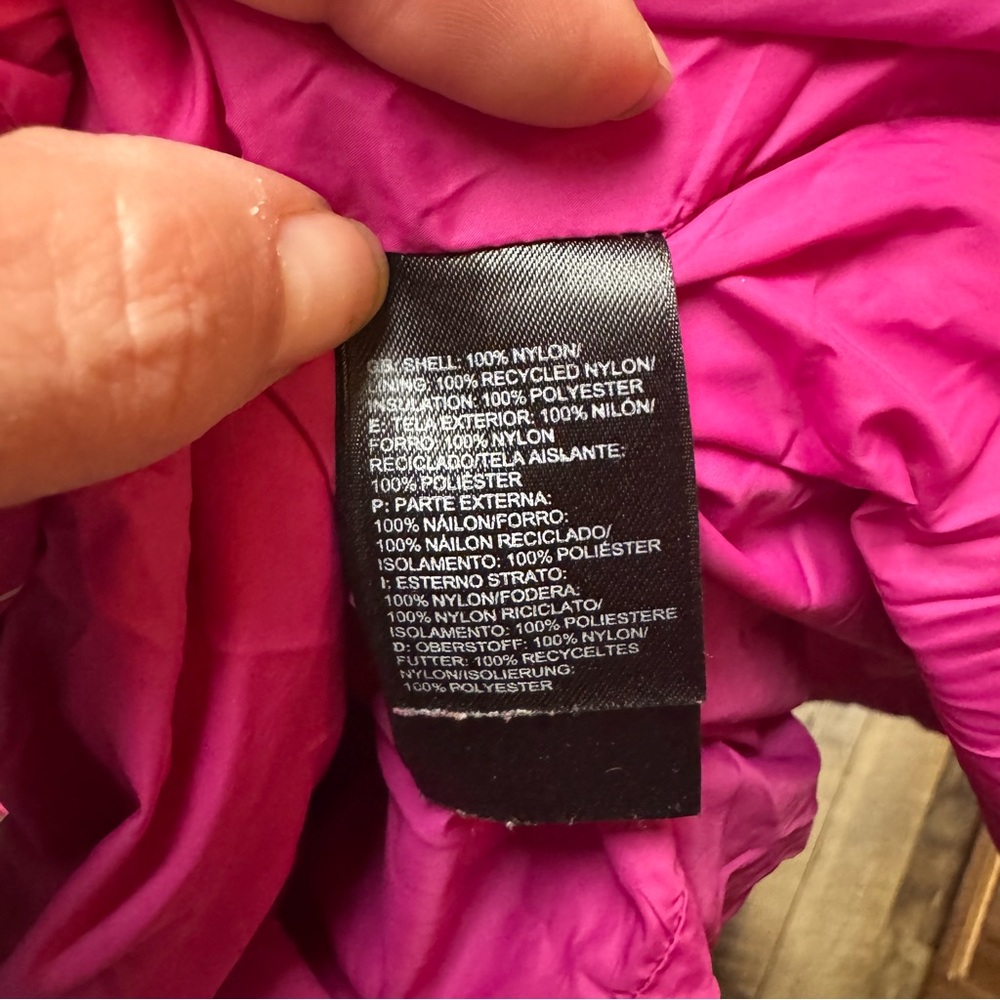 GB: SHELL: 100% NYLON/
LINING: 100% RECYCLED NYLON/
INSULATION: 100% POLYESTER
E: TELA EXTERIOR: 100% NILÓN/
FORRO: 100% NYLON
RECICLADO/TELA AISLANTE:
100% POLIÉSTER
P: PARTE EXTERNA:
100% NÁILON/FORRO:
100% NÁILON RECICLADO/
ISOLAMENTO: 100% POLIÉSTER
I: ESTERNO STRATO:
100% NYLON/FODERA:
100% NYLON RICICLATO/
ISOLAMENTO: 100% POLIESTERE
D: OBERSTOFF: 100% NYLON/
FUTTER: 100% RECYCELTES
NYLON/ISOLIERUNG:
100% POLYESTER